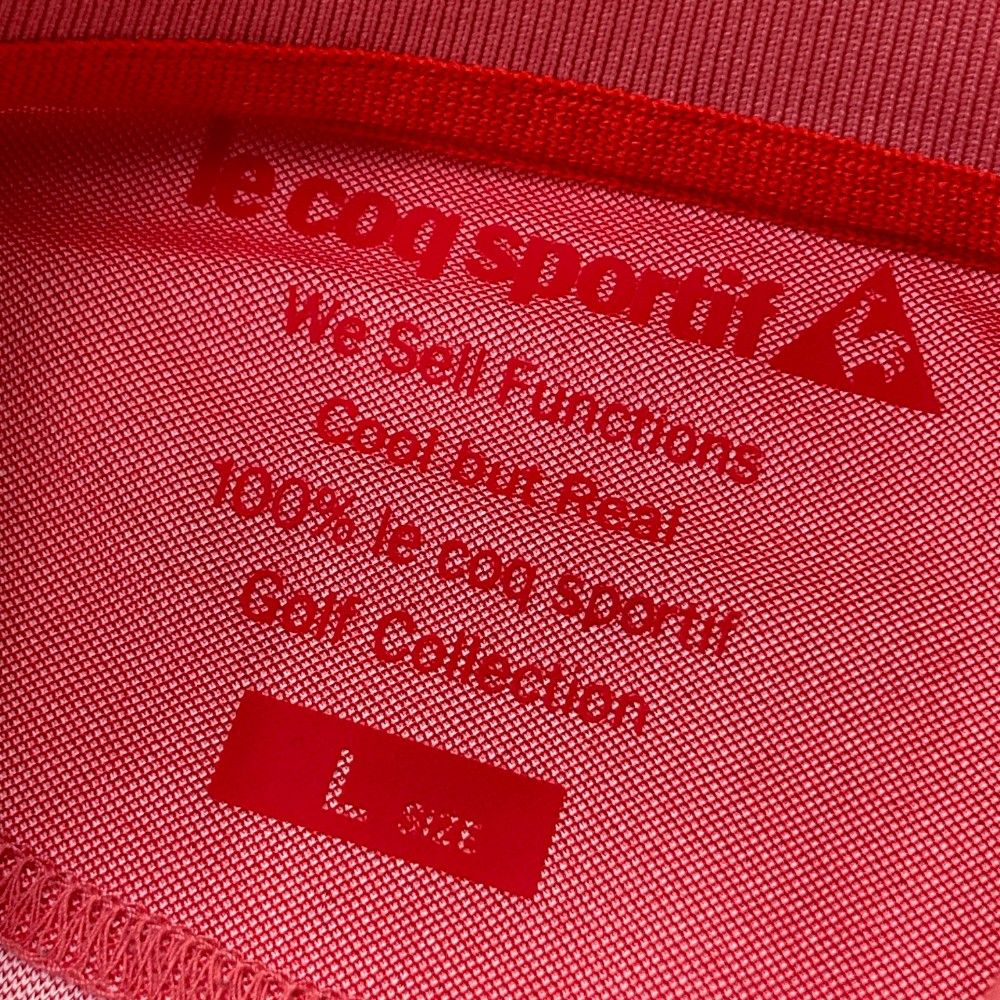 le coq sportif
We Sell Functions
Cool but Real
100% le coq sportif
Golf Collection
L SIZE